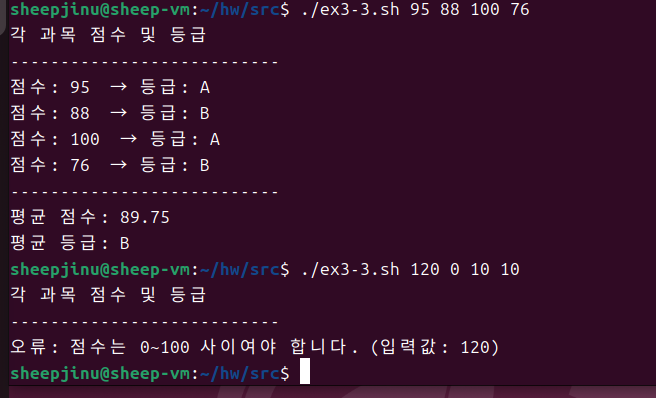 sheepjinu@sheep-vm:~/hw/src$ ./ex3-3.sh 95 88 100 76
각 과목 점수 및 등급
---------------------------
점수: 95  → 등급: A
점수: 88  → 등급: B
점수: 100  → 등급: A
점수: 76  → 등급: B
---------------------------
평균 점수: 89.75
평균 등급: B
sheepjinu@sheep-vm:~/hw/src$ ./ex3-3.sh 120 0 10 10
각 과목 점수 및 등급
---------------------------
오류: 점수는 0~100 사이여야 합니다. (입력값: 120)
sheepjinu@sheep-vm:~/hw/src$